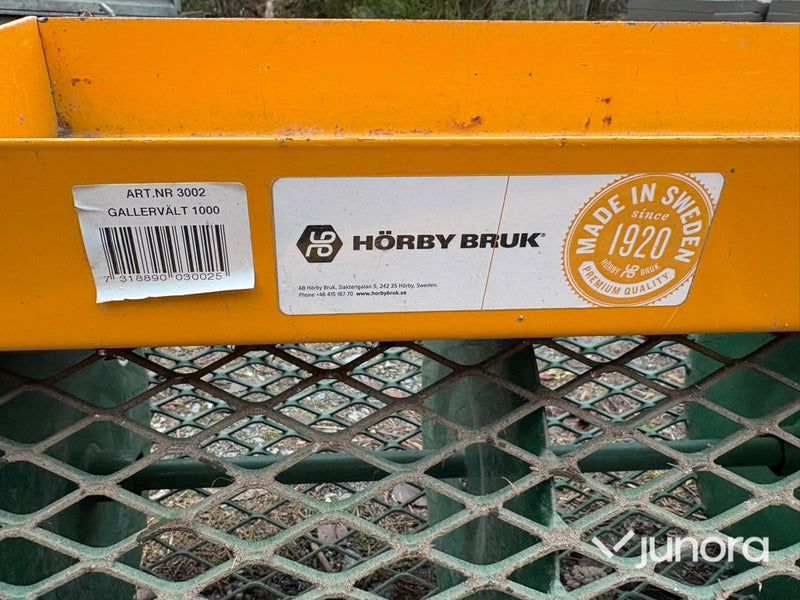 ART.NR 3002
GALLERVÄLT 1000
7 318890 030025
HÖRBY BRUK®
AB Hörby Bruk, Slakterigatan 5, 242 35 Hörby, Sweden.
Phone +46 415 167 70 www.horbybruk.se
MADE IN SWEDEN
since
1920
HÖRBY BRUK
PREMIUM QUALITY
junora